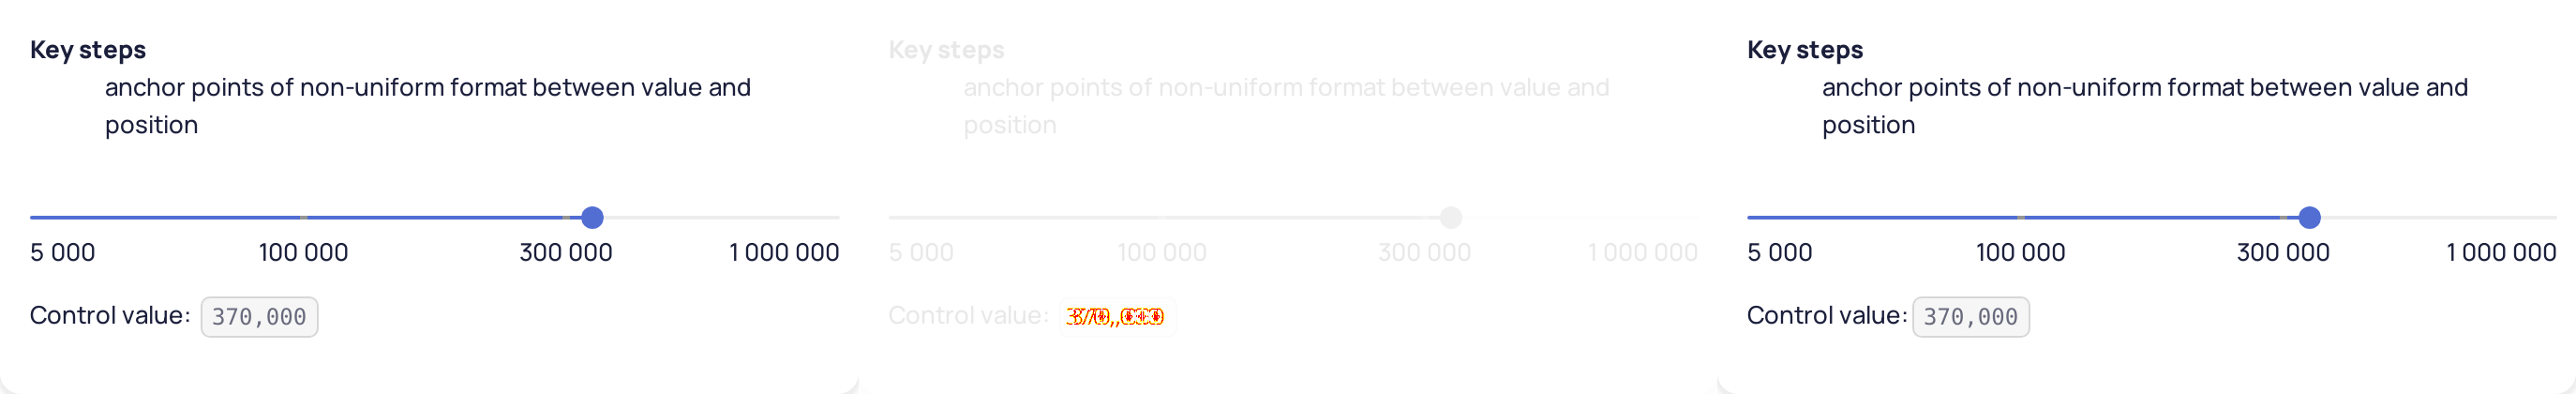 Key steps
anchor points of non-uniform format between value and
position
5 000 100 000 300 000 1 000 000
Control value: 370,000
Key steps
anchor points of non-uniform format between value and
position
5 000 100 000 300 000 1 000 000
Control value:
Key steps
anchor points of non-uniform format between value and
position
5 000 100 000 300 000 1 000 000
Control value: 370,000